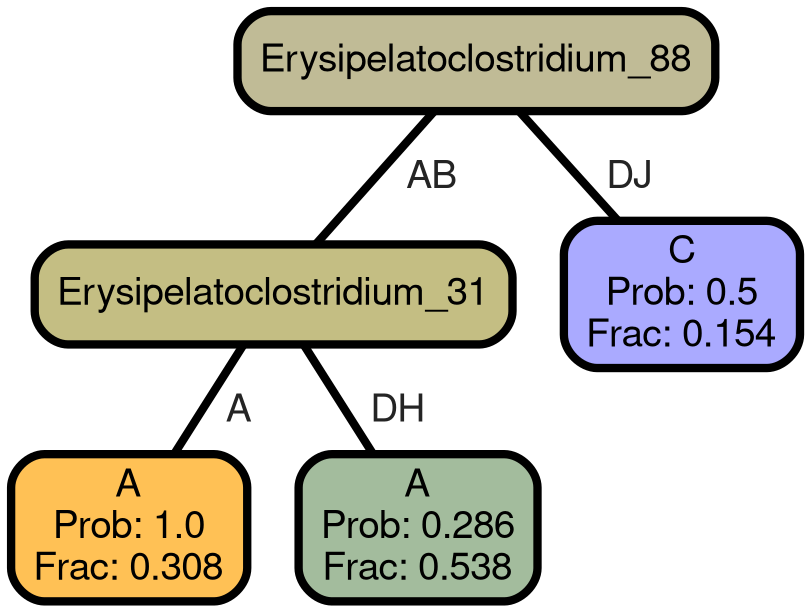 Erysipelatoclostridium_88
AB
DJ
Erysipelatoclostridium_31
C
Prob: 0.5
Frac: 0.154
A
DH
A
Prob: 1.0
Frac: 0.308
A
Prob: 0.286
Frac: 0.538